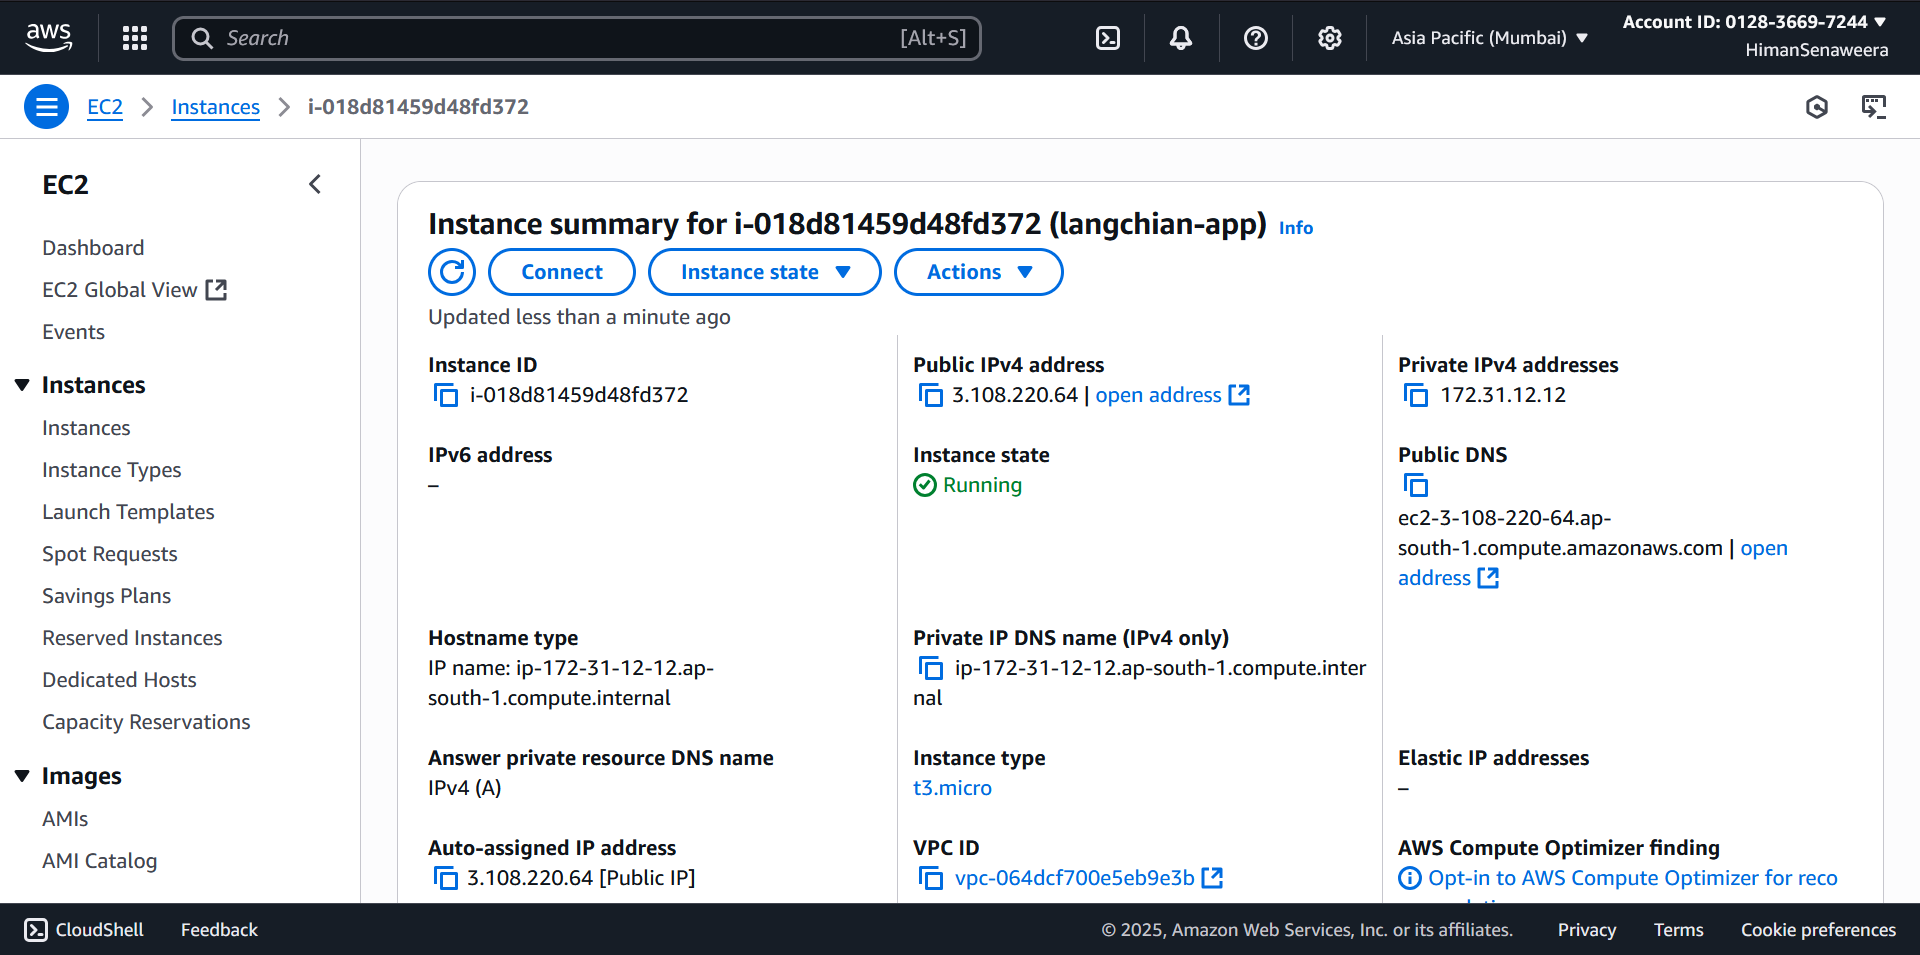 aws
Search
[Alt+S]
Asia Pacific (Mumbai)
Account ID: 0128-3669-7244
HimanSenaweera
EC2
Instances
i-018d81459d48fd372
EC2
Dashboard
EC2 Global View
Events
Instances
Instances
Instance Types
Launch Templates
Spot Requests
Savings Plans
Reserved Instances
Dedicated Hosts
Capacity Reservations
Images
AMIs
AMI Catalog
Instance summary for i-018d81459d48fd372 (langchian-app) Info
Connect
Instance state
Actions
Updated less than a minute ago
Instance ID
i-018d81459d48fd372
Public IPv4 address
3.108.220.64 | open address
Private IPv4 addresses
172.31.12.12
IPv6 address
–
Instance state
Running
Public DNS
ec2-3-108-220-64.ap-
south-1.compute.amazonaws.com | open
address
Hostname type
IP name: ip-172-31-12-12.ap-
south-1.compute.internal
Private IP DNS name (IPv4 only)
ip-172-31-12-12.ap-south-1.compute.inter
nal
Answer private resource DNS name
IPv4 (A)
Instance type
t3.micro
Elastic IP addresses
–
Auto-assigned IP address
3.108.220.64 [Public IP]
VPC ID
vpc-064dcf700e5eb9e3b
AWS Compute Optimizer finding
Opt-in to AWS Compute Optimizer for reco
CloudShell
Feedback
© 2025, Amazon Web Services, Inc. or its affiliates.
Privacy
Terms
Cookie preferences